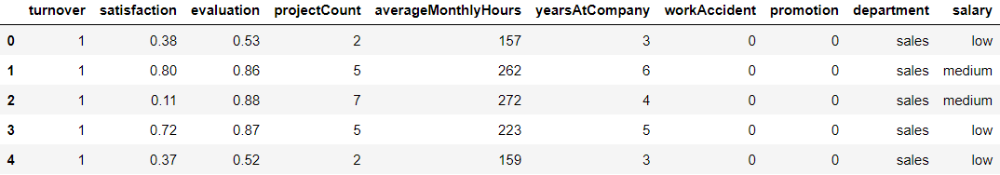 turnover satisfaction evaluation projectCount averageMonthlyHours yearsAtCompany workAccident promotion department salary
0 1 0.38 0.53 2 157 3 0 0 sales low
1 1 0.80 0.86 5 262 6 0 0 sales medium
2 1 0.11 0.88 7 272 4 0 0 sales medium
3 1 0.72 0.87 5 223 5 0 0 sales low
4 1 0.37 0.52 2 159 3 0 0 sales low